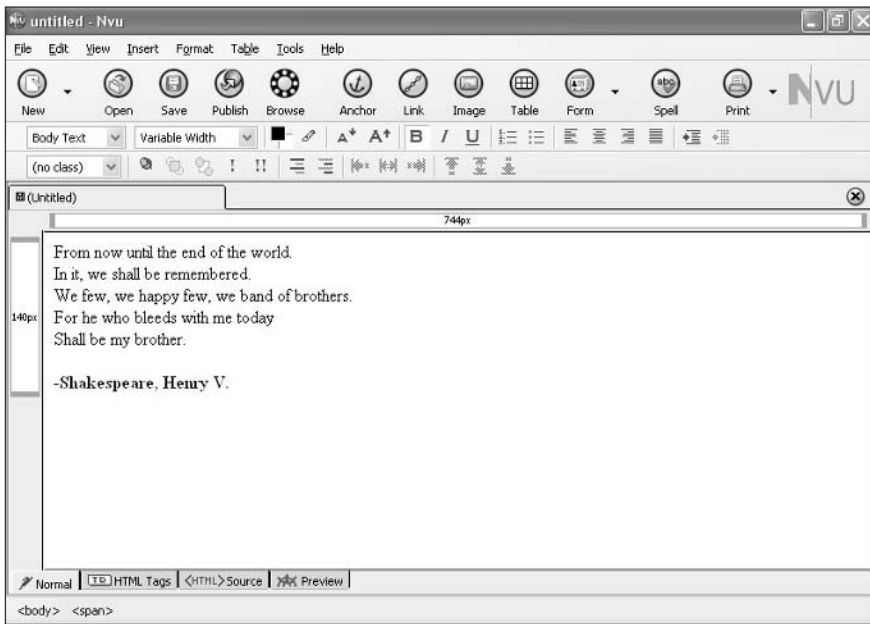 untitled - Nvu
File Edit View Insert Format Table Tools Help
New Open Save Publish Browse Anchor Link Image Table Form Spell Print NVU
Body Text Variable Width
(no class)
(Untitled)
744px
From now until the end of the world.
In it, we shall be remembered.
We few, we happy few, we band of brothers.
140px For he who bleeds with me today
Shall be my brother.
-Shakespeare, Henry V.
Normal TD HTML Tags <HTML> Source Preview
<body> <span>